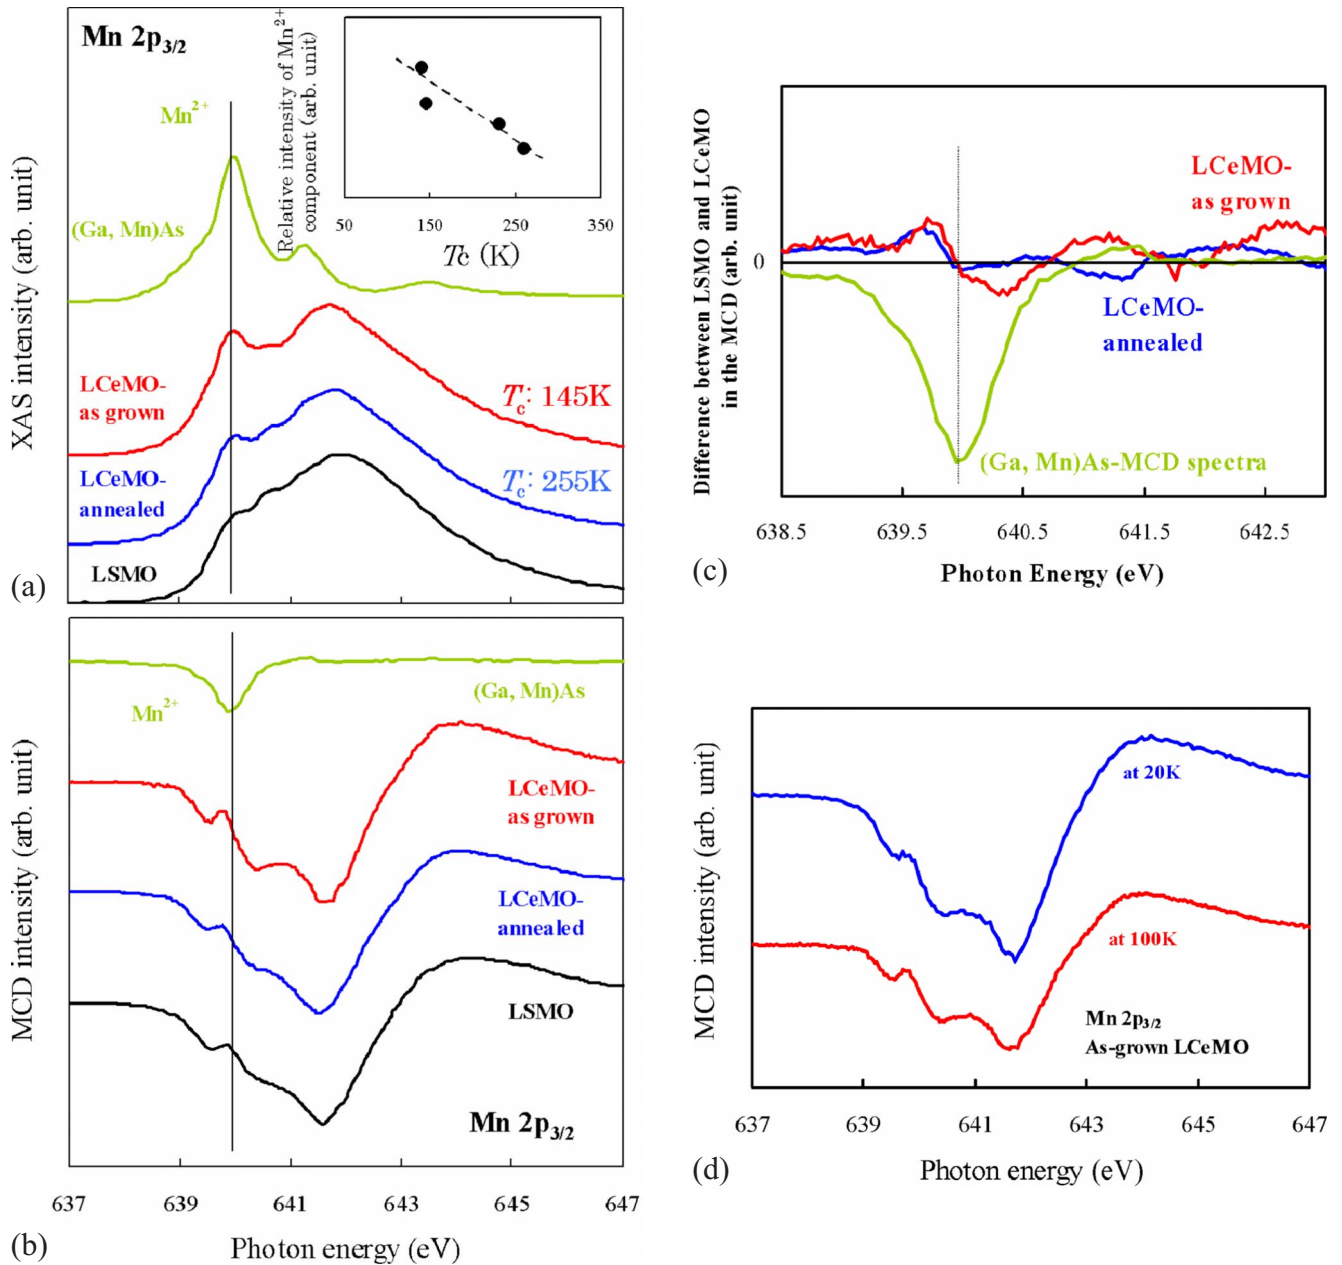 Mn 2p3/2
Mn2+
(Ga, Mn)As
LCeMO-
as grown
LCeMO-
annealed
LSMO
Tc: 145K
Tc: 255K
XAS intensity (arb. unit)
Relative intensity of Mn2+
component (arb. unit)
50 150 250 350
Tc (K)
(a)
Mn2+
(Ga, Mn)As
LCeMO-
as grown
LCeMO-
annealed
LSMO
Mn 2p3/2
MCD intensity (arb. unit)
637 639 641 643 645 647
Photon energy (eV)
(b)
Difference between LSMO and LCeMO
in the MCD (arb. unit)
0
LCeMO-
as grown
LCeMO-
annealed
(Ga, Mn)As-MCD spectra
638.5 639.5 640.5 641.5 642.5
Photon Energy (eV)
(c)
MCD intensity (arb. unit)
at 20K
at 100K
Mn 2p3/2
As-grown LCeMO
637 639 641 643 645 647
Photon energy (eV)
(d)